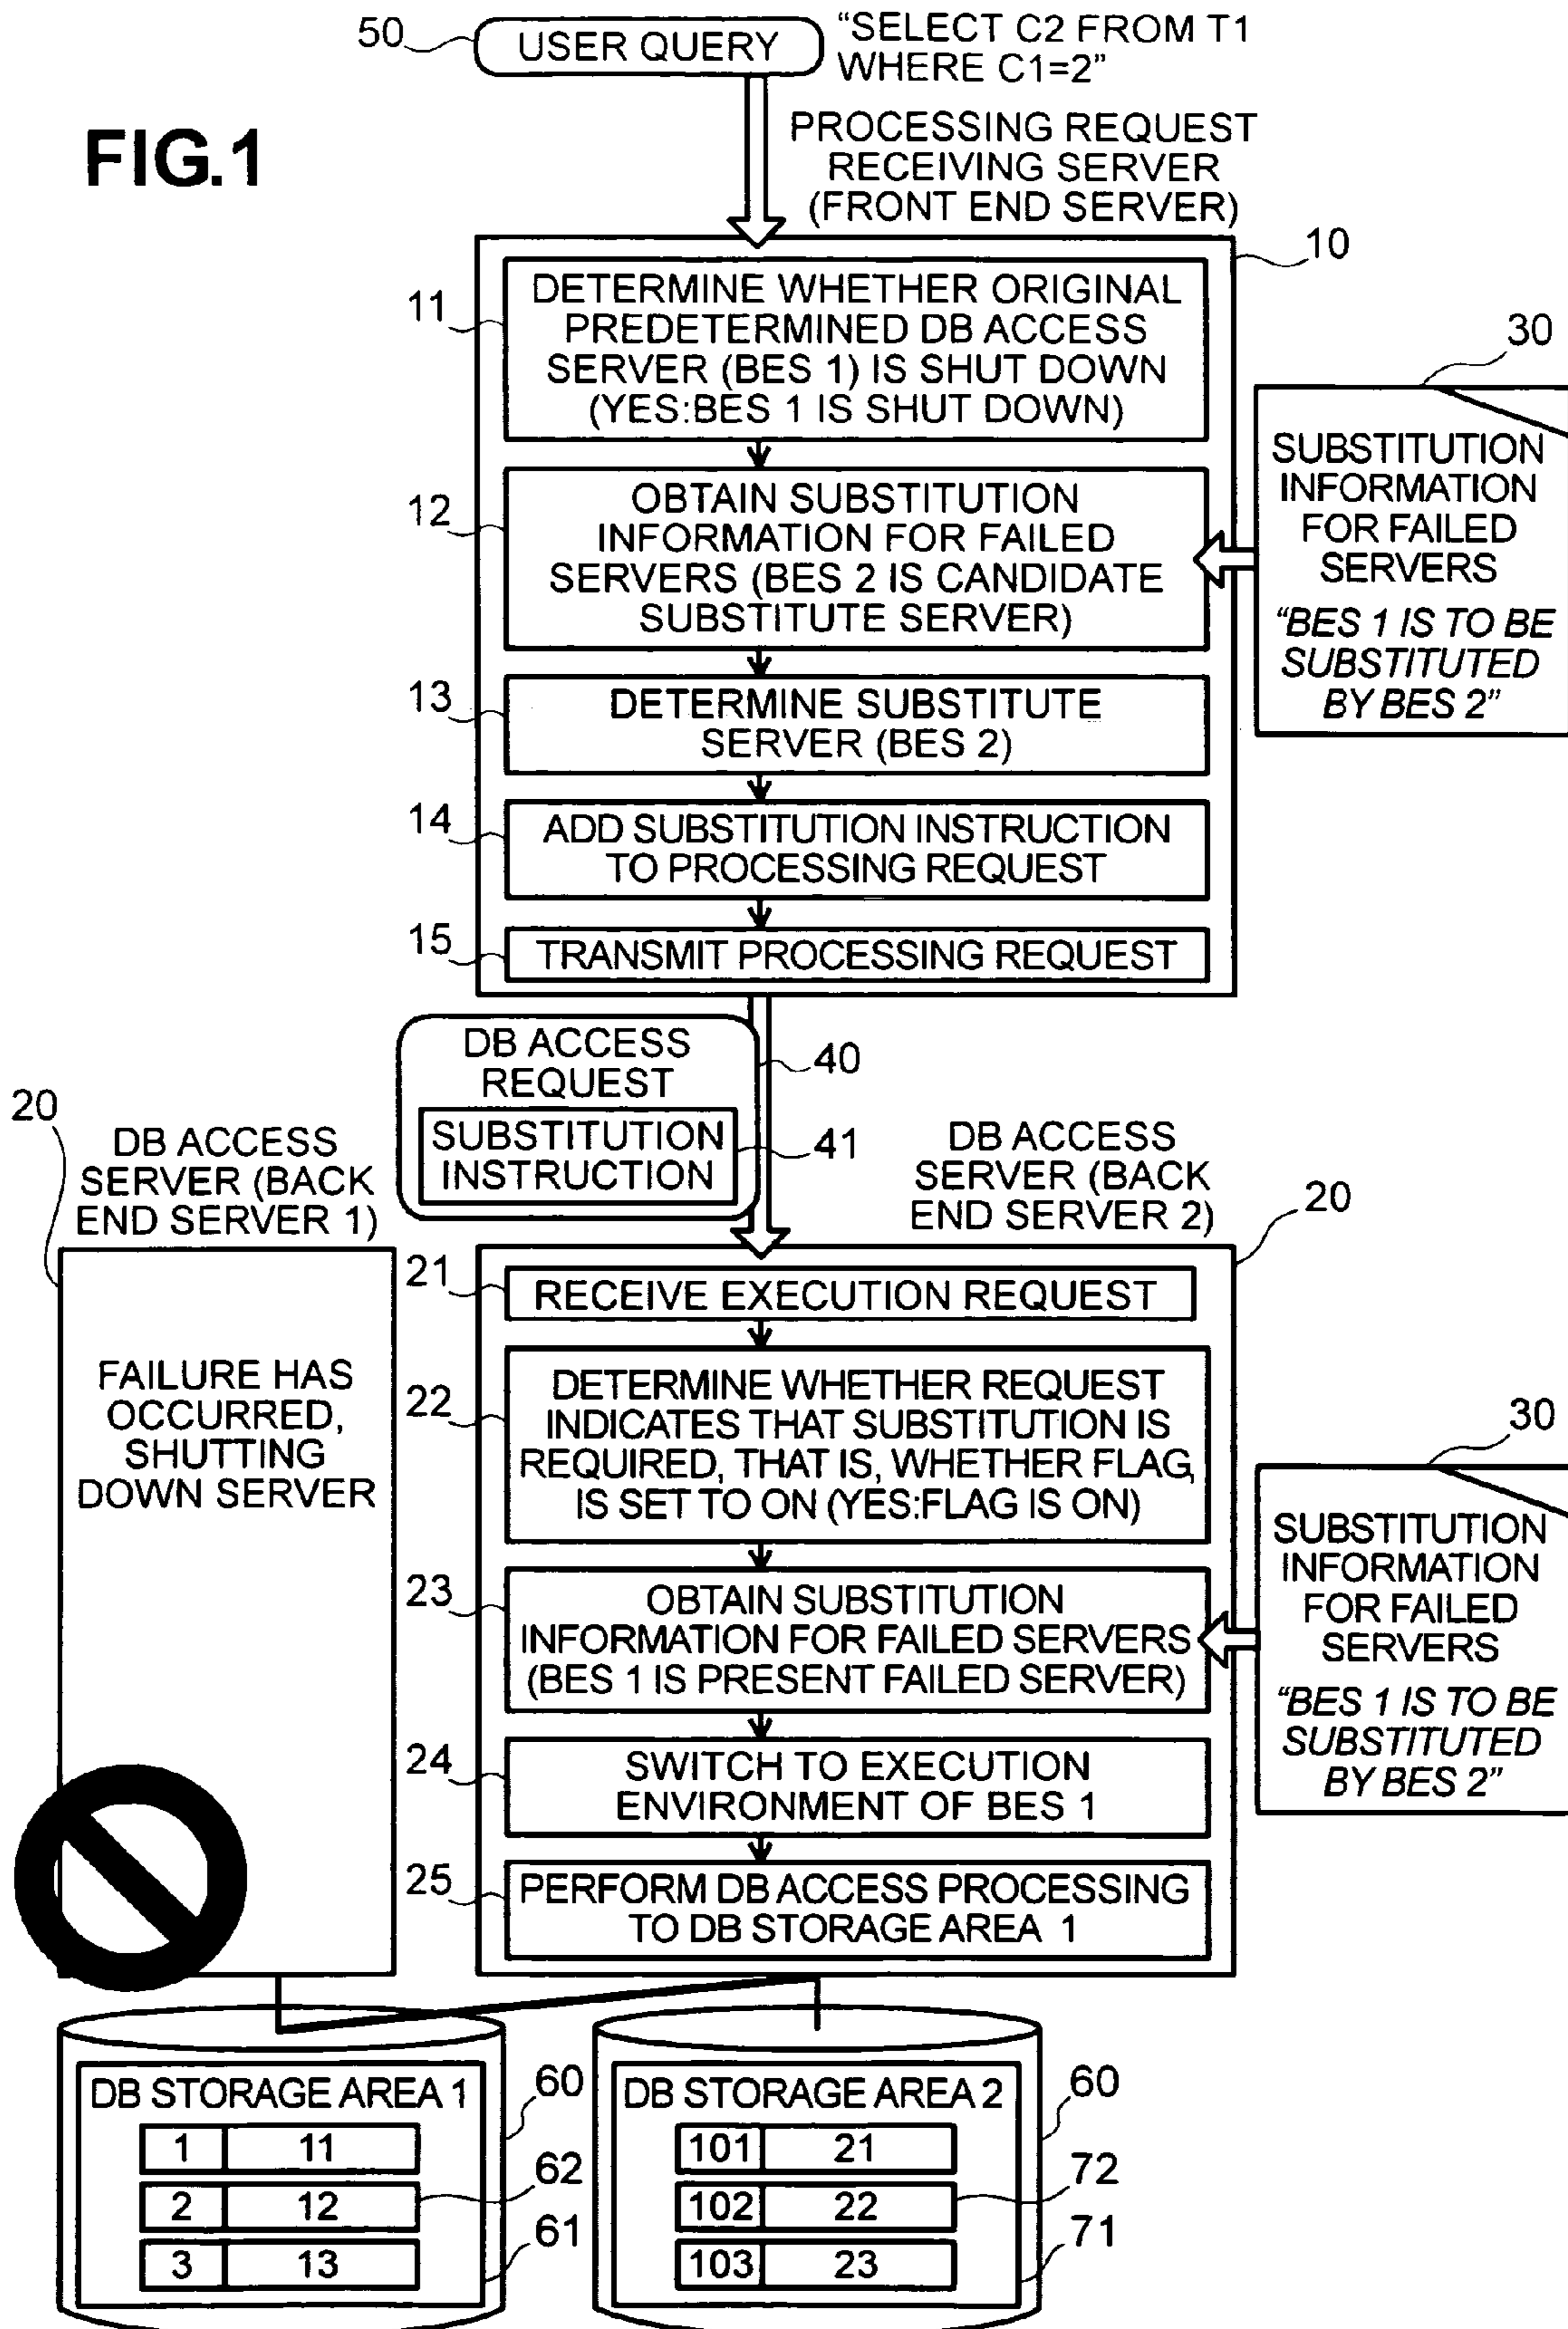 FIG.1
50
USER QUERY
“SELECT C2 FROM T1
WHERE C1=2”
PROCESSING REQUEST
RECEIVING SERVER
(FRONT END SERVER)
10
11
DETERMINE WHETHER ORIGINAL
PREDETERMINED DB ACCESS
SERVER (BES 1) IS SHUT DOWN
(YES:BES 1 IS SHUT DOWN)
12
OBTAIN SUBSTITUTION
INFORMATION FOR FAILED
SERVERS (BES 2 IS CANDIDATE
SUBSTITUTE SERVER)
30
SUBSTITUTION
INFORMATION
FOR FAILED
SERVERS
“BES 1 IS TO BE
SUBSTITUTED
BY BES 2”
13
DETERMINE SUBSTITUTE
SERVER (BES 2)
14
ADD SUBSTITUTION INSTRUCTION
TO PROCESSING REQUEST
15
TRANSMIT PROCESSING REQUEST
DB ACCESS
REQUEST
40
SUBSTITUTION
INSTRUCTION
41
20
DB ACCESS
SERVER (BACK
END SERVER 1)
FAILURE HAS
OCCURRED,
SHUTTING
DOWN SERVER
DB ACCESS
SERVER (BACK
END SERVER 2)
20
21
RECEIVE EXECUTION REQUEST
22
DETERMINE WHETHER REQUEST
INDICATES THAT SUBSTITUTION IS
REQUIRED, THAT IS, WHETHER FLAG,
IS SET TO ON (YES:FLAG IS ON)
23
OBTAIN SUBSTITUTION
INFORMATION FOR FAILED SERVERS
(BES 1 IS PRESENT FAILED SERVER)
30
SUBSTITUTION
INFORMATION
FOR FAILED
SERVERS
“BES 1 IS TO BE
SUBSTITUTED
BY BES 2”
24
SWITCH TO EXECUTION
ENVIRONMENT OF BES 1
25
PERFORM DB ACCESS PROCESSING
TO DB STORAGE AREA 1
DB STORAGE AREA 1
60
1 11
2 12
62
3 13
61
DB STORAGE AREA 2
60
101 21
102 22
72
103 23
71